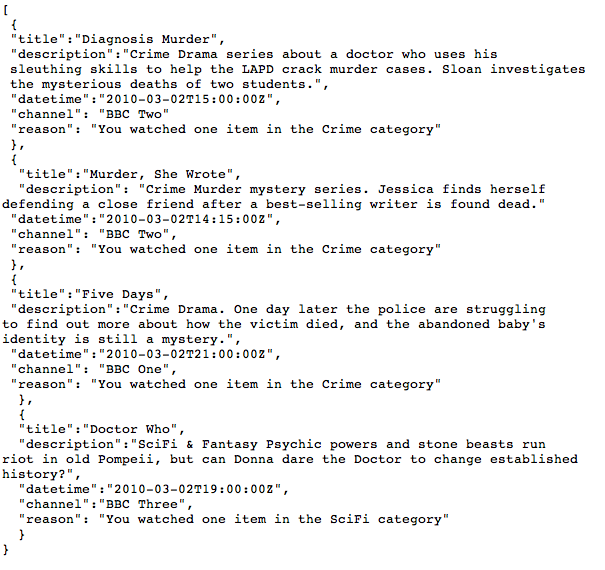 [
 {
 "title":"Diagnosis Murder",
 "description":"Crime Drama series about a doctor who uses his
 sleuthing skills to help the LAPD crack murder cases. Sloan investigates
 the mysterious deaths of two students.",
 "datetime":"2010-03-02T15:00:00Z",
 "channel": "BBC Two"
 "reason": "You watched one item in the Crime category"
 },
 {
  "title":"Murder, She Wrote",
  "description": "Crime Murder mystery series. Jessica finds herself
defending a close friend after a best-selling writer is found dead."
 "datetime":"2010-03-02T14:15:00Z",
 "channel": "BBC Two",
 "reason": "You watched one item in the Crime category"
 },
 {
 "title":"Five Days",
 "description":"Crime Drama. One day later the police are struggling
to find out more about how the victim died, and the abandoned baby's
identity is still a mystery.",
 "datetime":"2010-03-02T21:00:00Z",
 "channel": "BBC One",
 "reason": "You watched one item in the Crime category"
  },
  {
  "title":"Doctor Who",
  "description":"SciFi & Fantasy Psychic powers and stone beasts run
riot in old Pompeii, but can Donna dare the Doctor to change established
history?",
  "datetime":"2010-03-02T19:00:00Z",
  "channel":"BBC Three",
  "reason": "You watched one item in the SciFi category"
  }
}